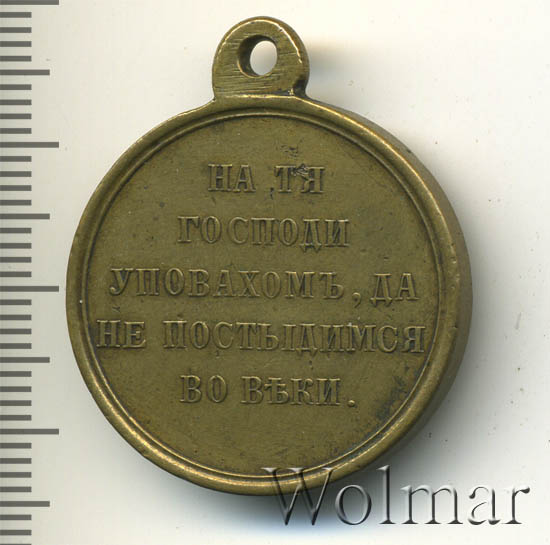 НА ТЯ
ГОСПОДИ
УПОВАХОМЪ, ДА
НЕ ПОСТЫДИМСЯ
ВО ВѢКИ.
Wolmar